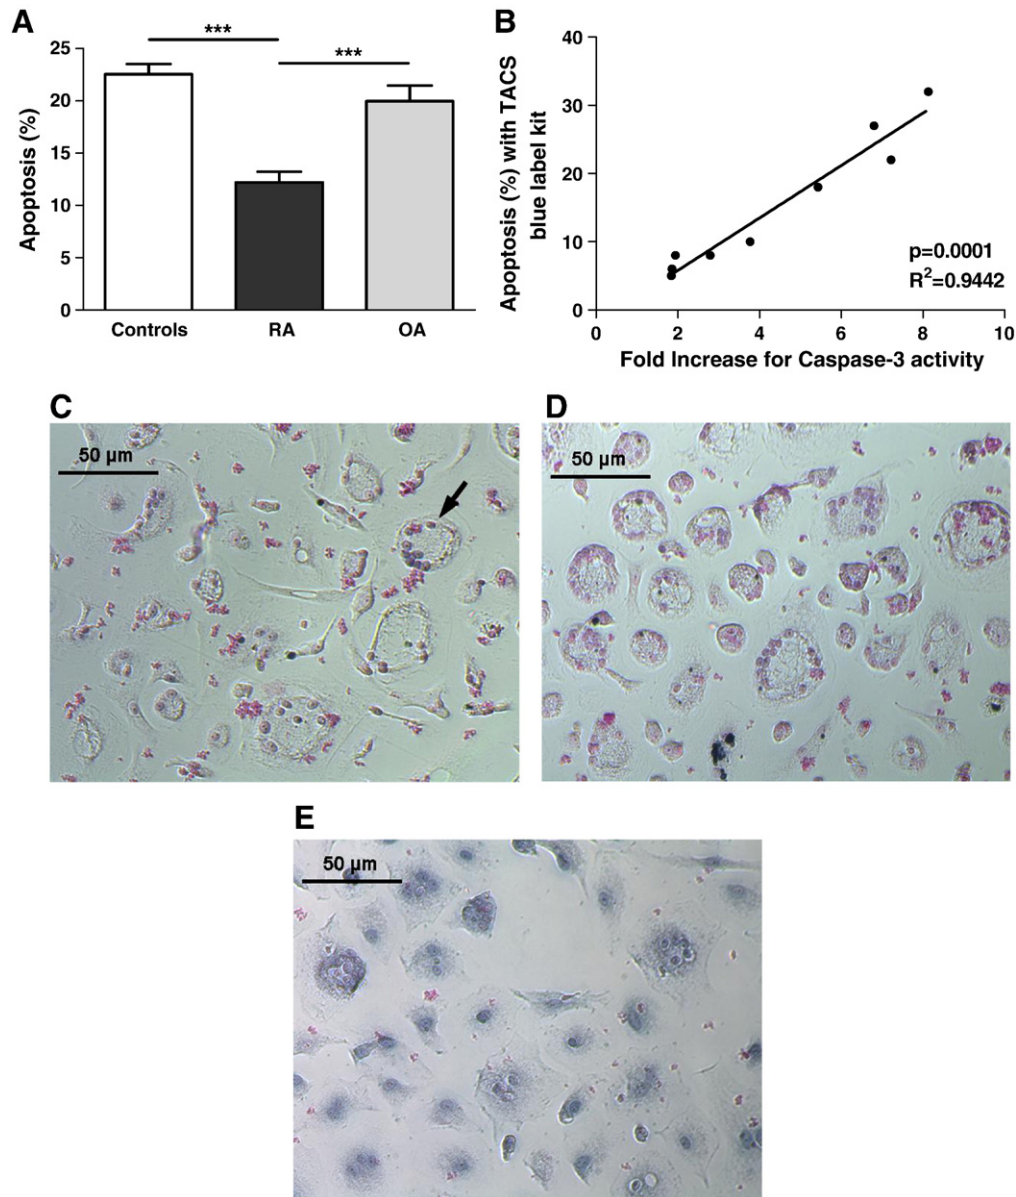 A
***
***
Apoptosis (%)
25
20
15
10
5
0
Controls RA OA
B
Apoptosis (%) with TACS
blue label kit
40
30
20
10
0
p=0.0001
R²=0.9442
0 2 4 6 8 10
Fold Increase for Caspase-3 activity
C
50 µm
D
50 µm
E
50 µm